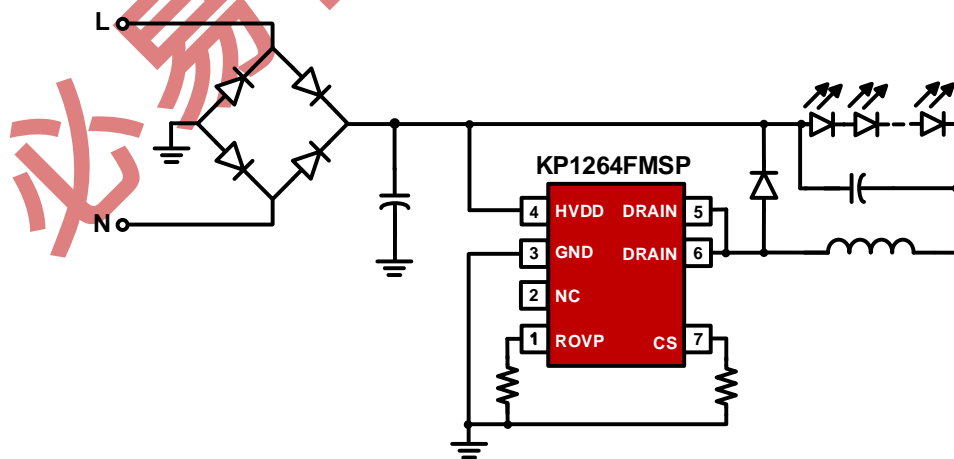 必易
L
KP1264FMSP
4 HVDD DRAIN 5
N
3 GND DRAIN 6
2 NC
1 ROVP CS 7